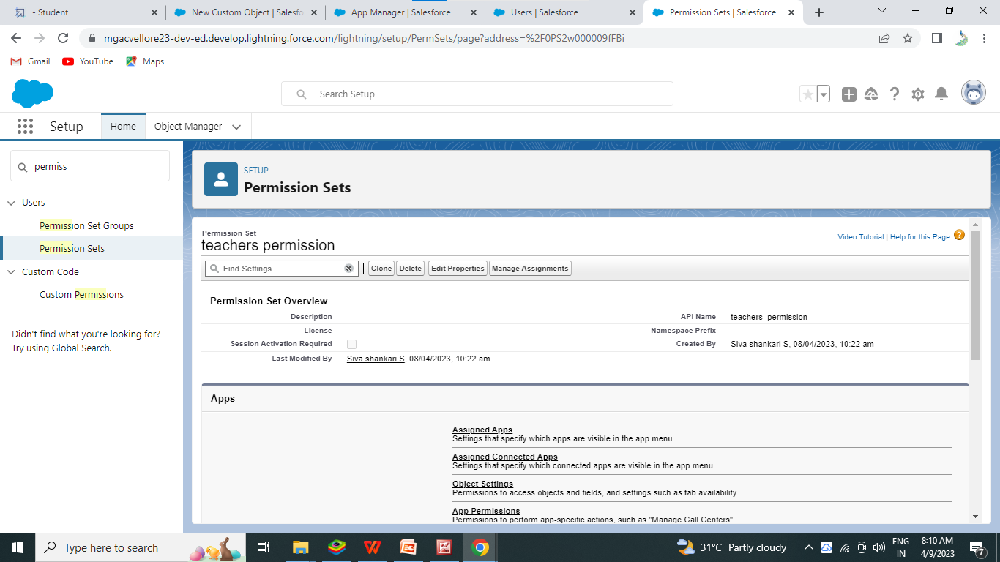 - Student
New Custom Object | Salesfo
App Manager | Salesforce
Users | Salesforce
Permission Sets | Salesforce
mgacvellore23-dev-ed.develop.lightning.force.com/lightning/setup/PermSets/page?address=%2F0PS2w000009fFBi
Gmail
YouTube
Maps
Search Setup
Setup
Home
Object Manager
permiss
Users
Permission Set Groups
Permission Sets
Custom Code
Custom Permissions
Didn't find what you're looking for?
Try using Global Search.
SETUP
Permission Sets
Permission Set
teachers permission
Video Tutorial | Help for this Page
Find Settings...
Clone
Delete
Edit Properties
Manage Assignments
Permission Set Overview
Description
API Name teachers_permission
License
Namespace Prefix
Session Activation Required
Created By Siva shankari S, 08/04/2023, 10:22 am
Last Modified By Siva shankari S, 08/04/2023, 10:22 am
Apps
Assigned Apps
Settings that specify which apps are visible in the app menu
Assigned Connected Apps
Settings that specify which connected apps are visible in the app menu
Object Settings
Permissions to access objects and fields, and settings such as tab availability
App Permissions
Permissions to perform app-specific actions, such as "Manage Call Centers"
Type here to search
31°C Partly cloudy
ENG
IN
8:10 AM
4/9/2023
7